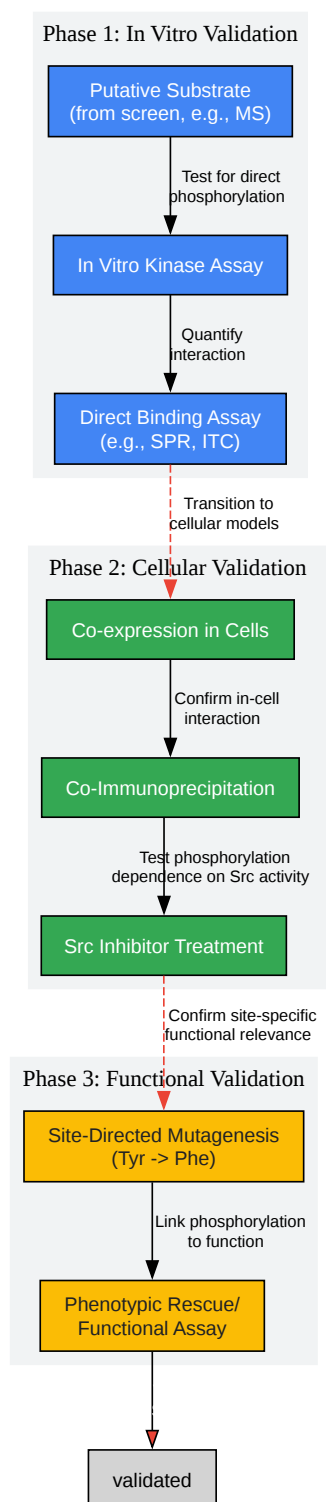 Phase 1: In Vitro Validation
Putative Substrate
(from screen, e.g., MS)
Test for direct
phosphorylation
In Vitro Kinase Assay
Quantify
interaction
Direct Binding Assay
(e.g., SPR, ITC)
Transition to
cellular models
Phase 2: Cellular Validation
Co-expression in Cells
Confirm in-cell
interaction
Co-Immunoprecipitation
Test phosphorylation
dependence on Src activity
Src Inhibitor Treatment
Confirm site-specific
functional relevance
Phase 3: Functional Validation
Site-Directed Mutagenesis
(Tyr -> Phe)
Link phosphorylation
to function
Phenotypic Rescue/
Functional Assay
validated